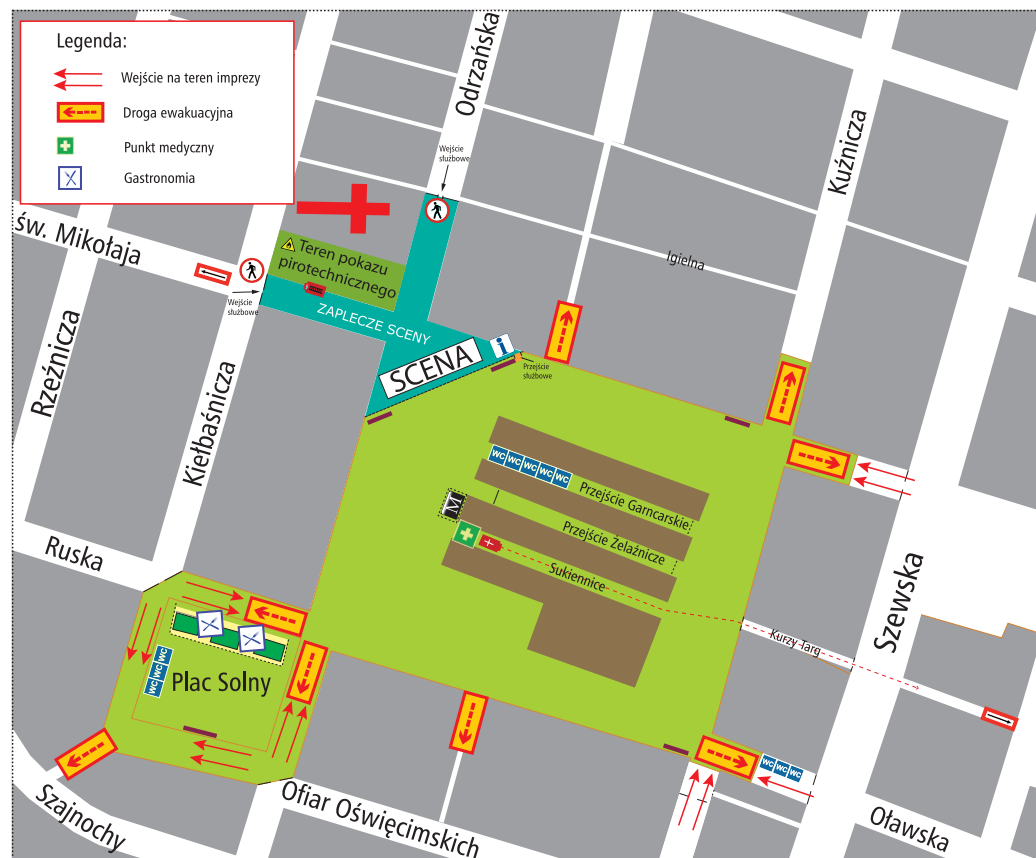 Legenda:
Wejście na teren imprezy
Droga ewakuacyjna
Punkt medyczny
Gastronomia
Odrzańska
Kuźnicza
Wejście
służbowe
św. Mikołaja
Teren pokazu
pirotechnicznego
Igielna
Wejście
służbowe
ZAPLECZE SCENY
i
SCENA
Przejście
służbowe
Rzeźnicza
Kiełbaśnicza
WC WC WC WC WC
Przejście Garncarskie
M
Przejście Żelaźnicze
Sukiennice
Ruska
Szewska
Kurzy Targ
WC WC WC
Plac Solny
WC WC WC
Szajnochy
Ofiar Oświęcimskich
Oławska